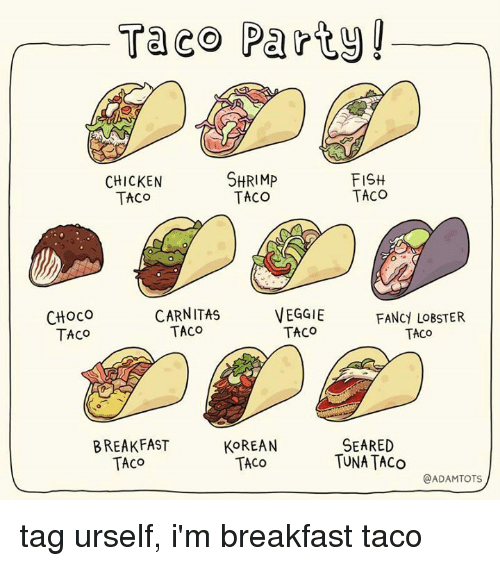 Taco Party!
CHICKEN TACO
SHRIMP TACO
FISH TACO
CHOCO TACO
CARNITAS TACO
VEGGIE TACO
FANCY LOBSTER TACO
BREAKFAST TACO
KOREAN TACO
SEARED TUNA TACO
@ADAMTOTS
tag urself, i'm breakfast taco